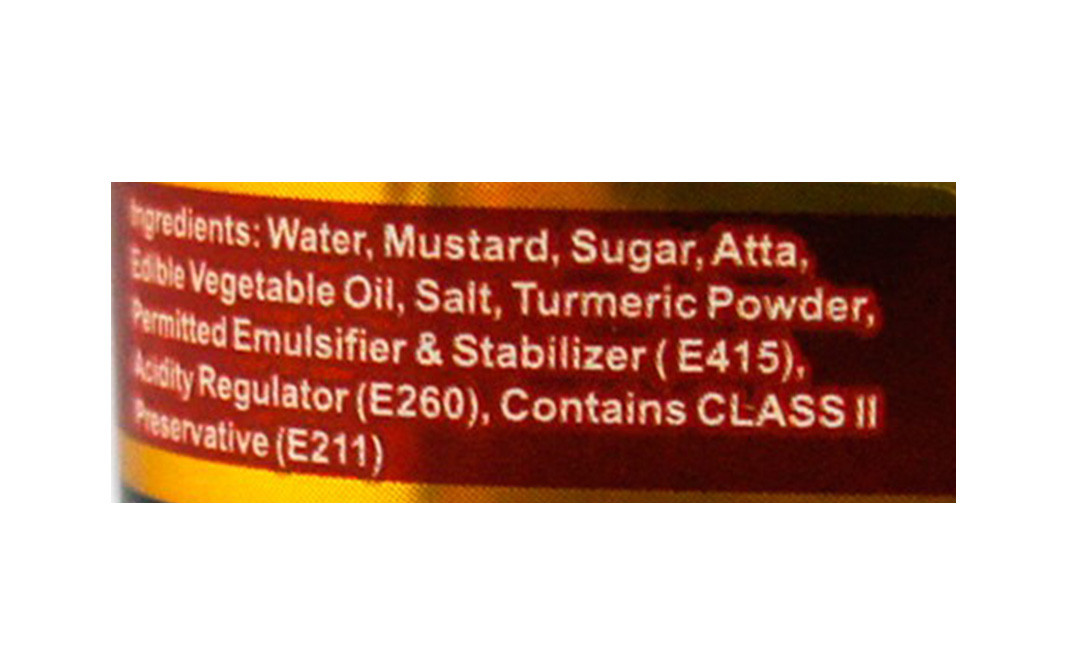 Ingredients: Water, Mustard, Sugar, Atta,
Edible Vegetable Oil, Salt, Turmeric Powder,
Permitted Emulsifier & Stabilizer ( E415),
Acidity Regulator (E260), Contains CLASS II
Preservative (E211)